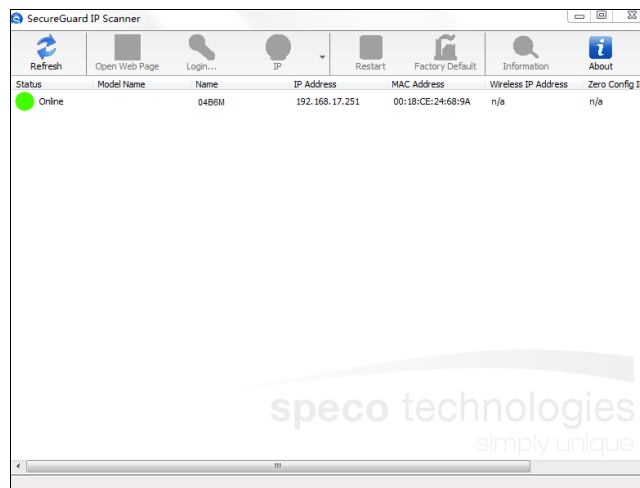 SecureGuard IP Scanner
Refresh Open Web Page Login... IP Restart Factory Default Information About
Status Model Name Name IP Address MAC Address Wireless IP Address Zero Config I
Online 04B6M 192.168.17.251 00:18:CE:24:68:9A n/a n/a
speco technologies
simply unique